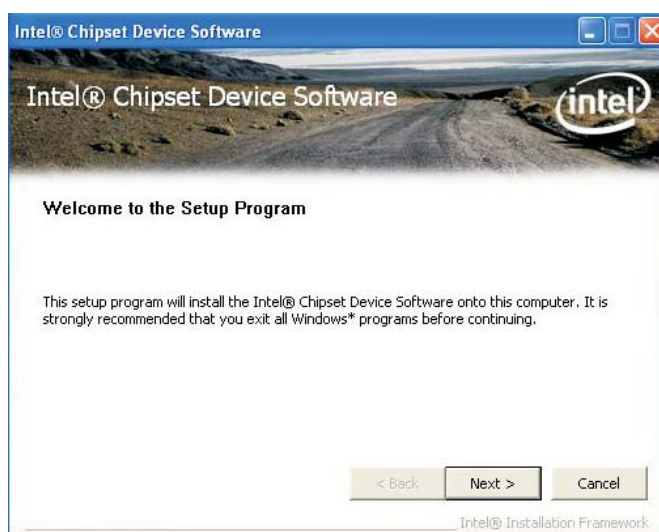 Intel® Chipset Device Software
Intel® Chipset Device Software
intel
Welcome to the Setup Program
This setup program will install the Intel® Chipset Device Software onto this computer. It is
strongly recommended that you exit all Windows* programs before continuing.
< Back
Next >
Cancel
Intel® Installation Framework